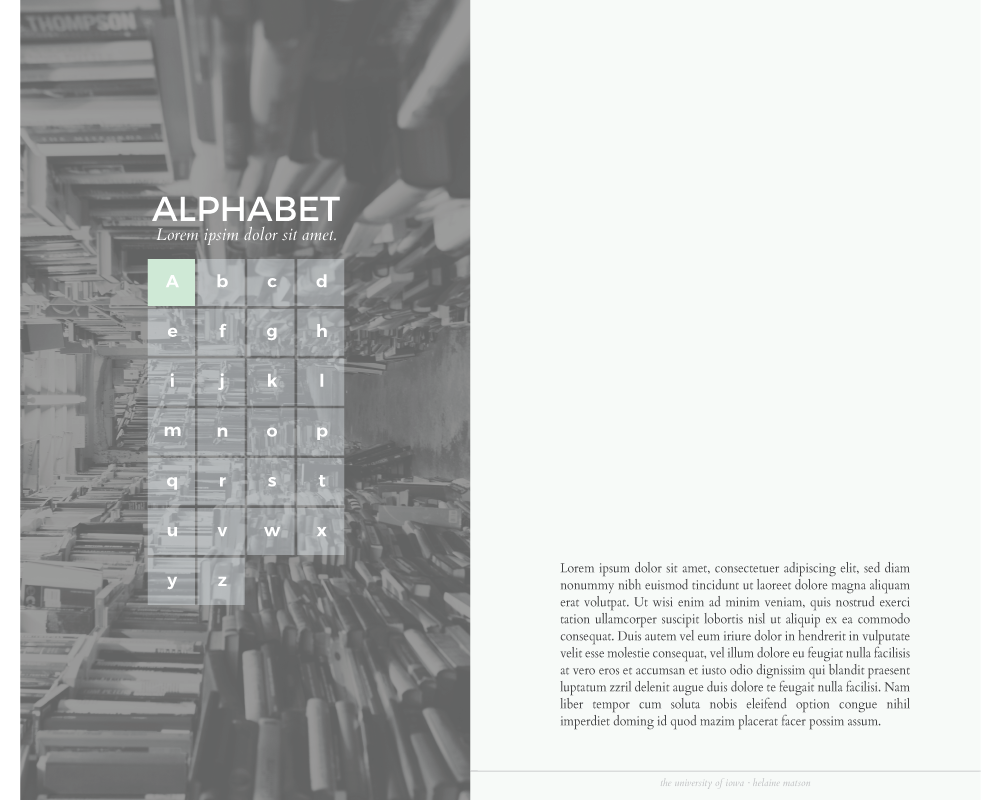 THOMPSON
ALPHABET
Lorem ipsim dolor sit amet.
A b c d
e f g h
i j k l
m n o p
q r s t
u v w x
y z
Lorem ipsum dolor sit amet, consectetuer adipiscing elit, sed diam
nonummy nibh euismod tincidunt ut laoreet dolore magna aliquam
erat volutpat. Ut wisi enim ad minim veniam, quis nostrud exerci
tation ullamcorper suscipit lobortis nisl ut aliquip ex ea commodo
consequat. Duis autem vel eum iriure dolor in hendrerit in vulputate
velit esse molestie consequat, vel illum dolore eu feugiat nulla facilisis
at vero eros et accumsan et iusto odio dignissim qui blandit praesent
luptatum zzril delenit augue duis dolore te feugait nulla facilisi. Nam
liber tempor cum soluta nobis eleifend option congue nihil
imperdiet doming id quod mazim placerat facer possim assum.
the university of iowa · helaine matson